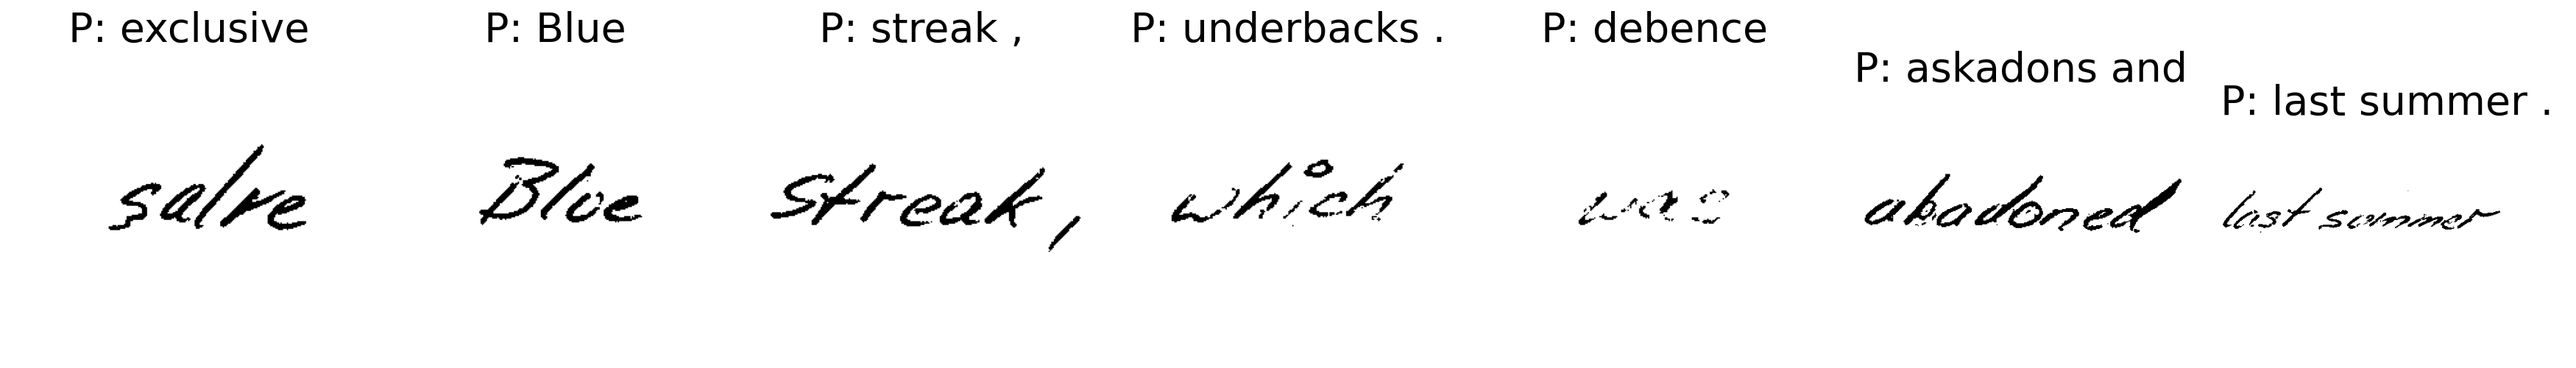 P: exclusive P: Blue P: streak , P: underbacks . P: debence
P: askadons and
P: last summer .
salve Blue Streak, which was abadoned last summer